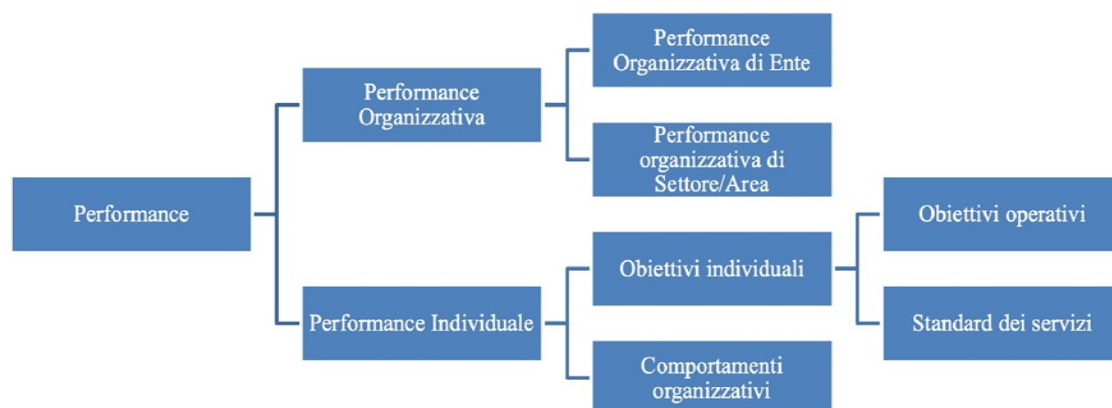 Performance
Organizzativa di Ente
Performance
Organizzativa
Performance
organizzativa di
Settore/Area
Performance
Obiettivi operativi
Obiettivi individuali
Performance Individuale
Standard dei servizi
Comportamenti
organizzativi